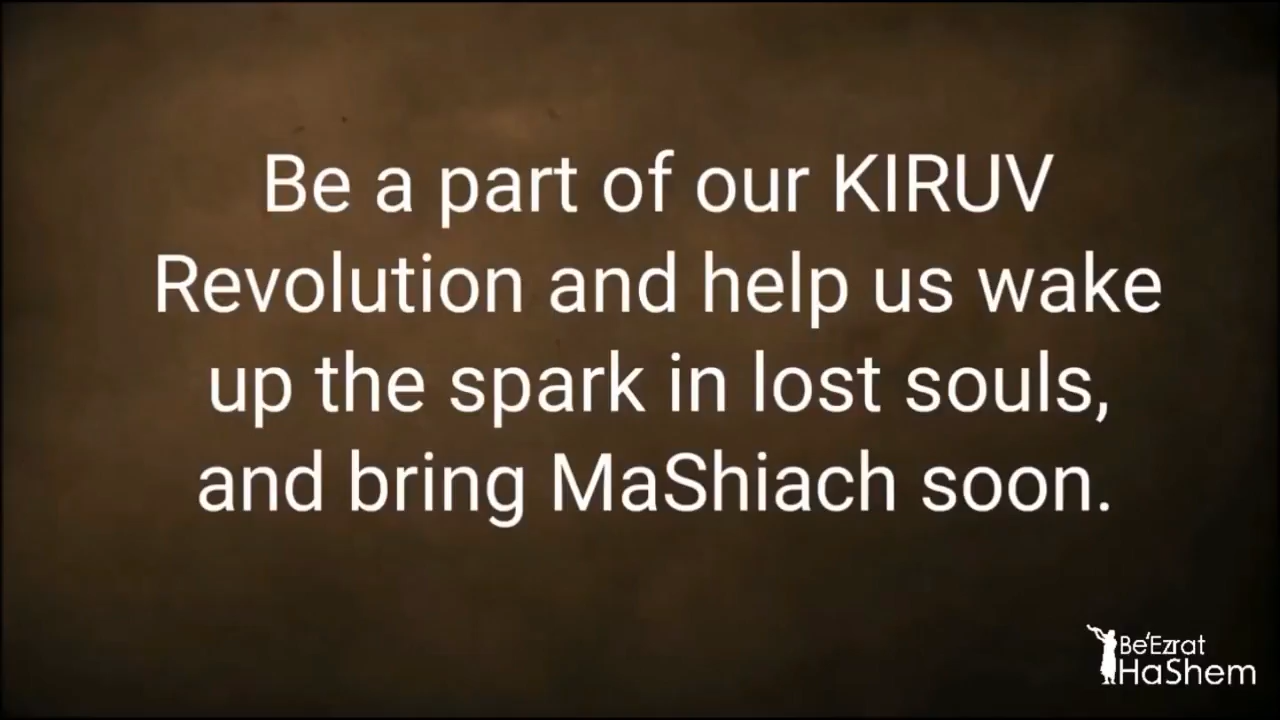 Be a part of our KIRUV
Revolution and help us wake
up the spark in lost souls,
and bring MaShiach soon.
Be'Ezrat
HaShem